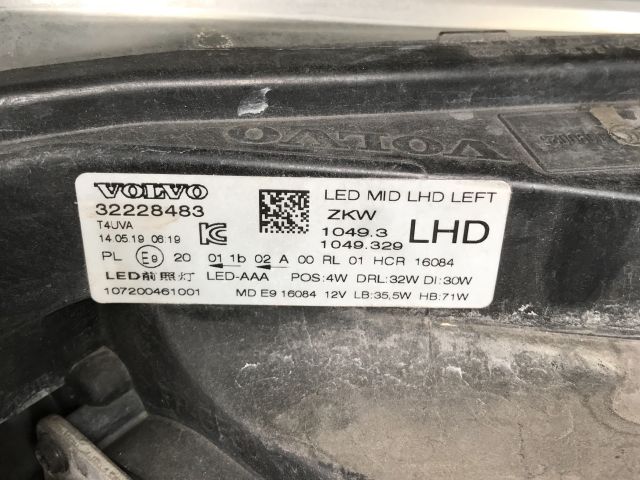 VOLVO
VOLVO
32228483
T4UVA
14.05.19 06:19
LED MID LHD LEFT
ZKW
1049.3
1049.329
LHD
PL E9 20 01 1b 02 A 00 RL 01 HCR 16084
LED前照灯 LED-AAA POS:4W DRL:32W DI:30W
107200461001 MD E9 16084 12V LB:35,5W HB:71W